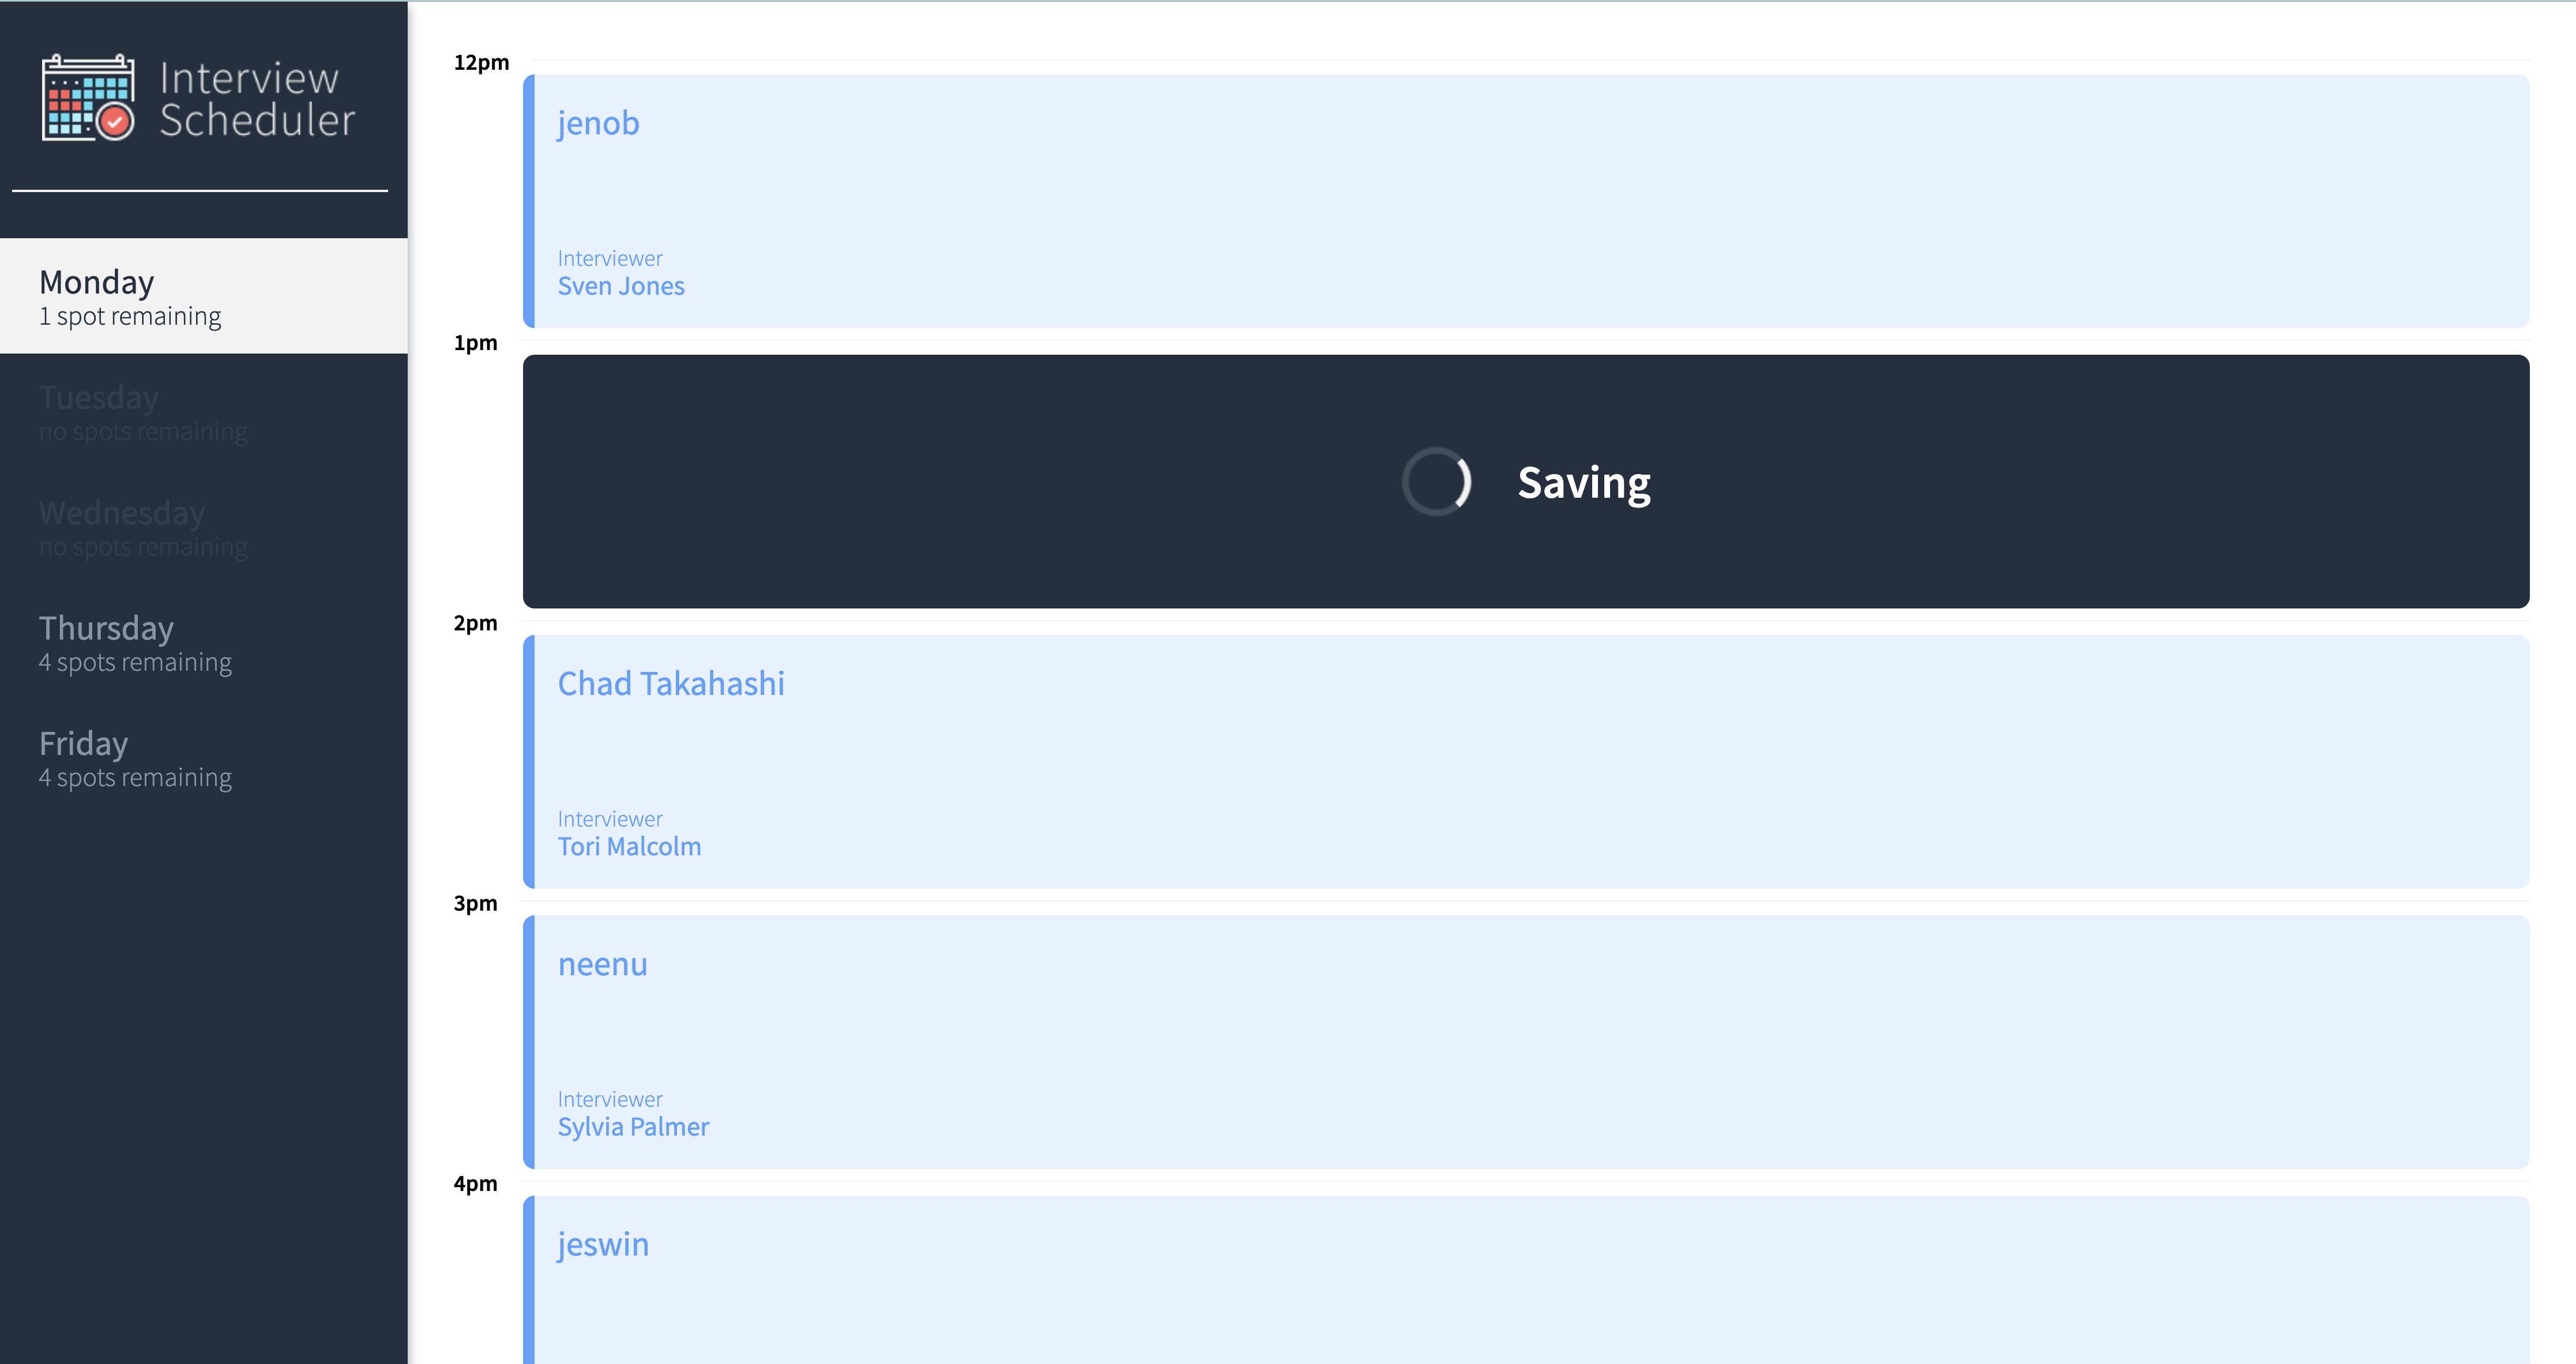 Interview
Scheduler
Monday
1 spot remaining
Tuesday
no spots remaining
Wednesday
no spots remaining
Thursday
4 spots remaining
Friday
4 spots remaining
12pm
jenob
Interviewer
Sven Jones
1pm
Saving
2pm
Chad Takahashi
Interviewer
Tori Malcolm
3pm
neenu
Interviewer
Sylvia Palmer
4pm
jeswin